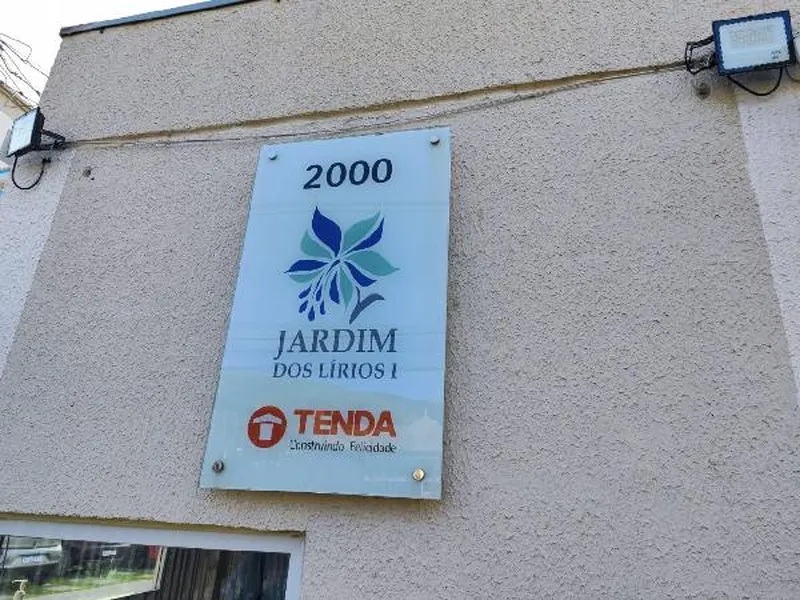 2000
JARDIM
DOS LÍRIOS I
TENDA
Construindo Felicidade